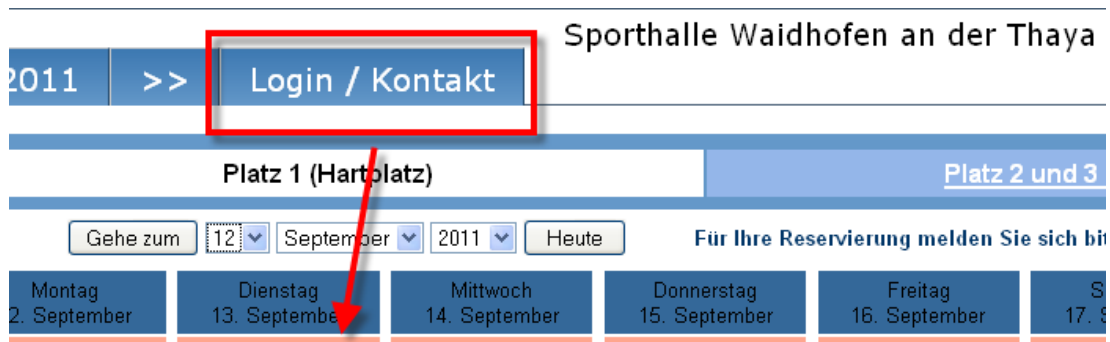 Sporthalle Waidhofen an der Thaya
2011 >> Login / Kontakt
Platz 1 (Hartplatz) Platz 2 und 3
Gehe zum 12 September 2011 Heute Für Ihre Reservierung melden Sie sich bit
Montag Dienstag Mittwoch Donnerstag Freitag S
2. September 13. September 14. September 15. September 16. September 17. S